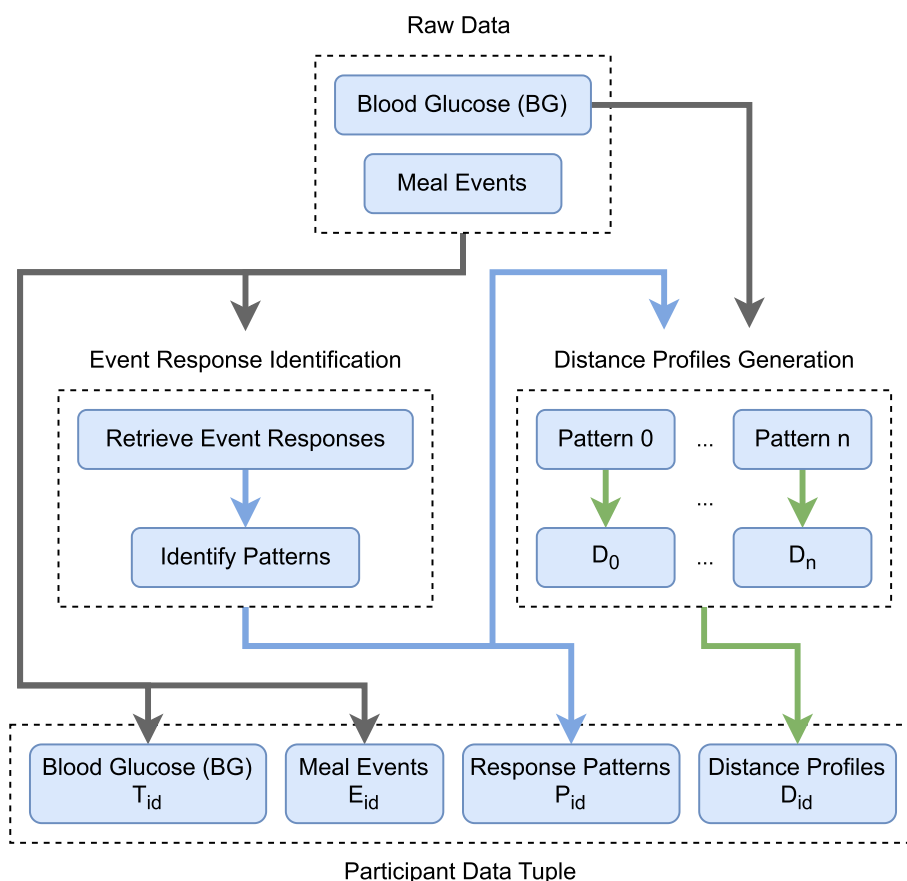 Raw Data
Blood Glucose (BG)
Meal Events
Event Response Identification
Distance Profiles Generation
Retrieve Event Responses
Pattern 0 ... Pattern n
...
Identify Patterns
D0 ... Dn
Blood Glucose (BG)
Tid
Meal Events
Eid
Response Patterns
Pid
Distance Profiles
Did
Participant Data Tuple